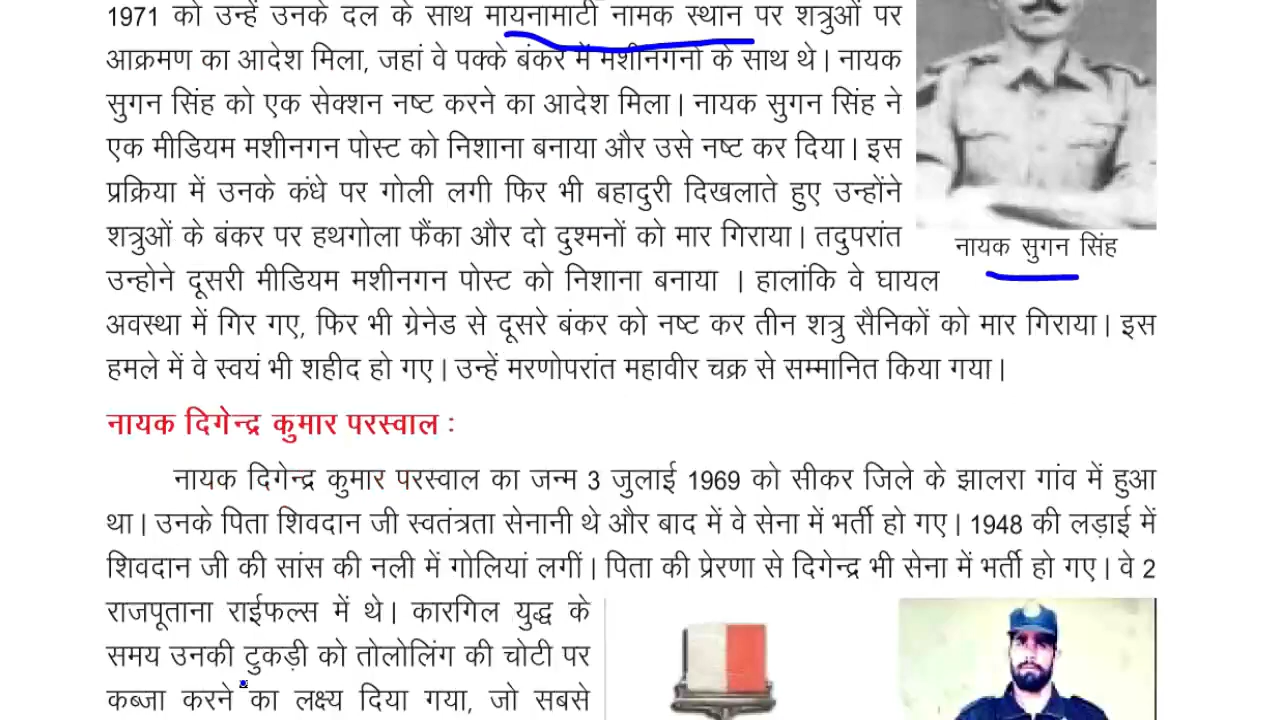 1971 को उन्हें उनके दल के साथ मायनामाटी नामक स्थान पर शत्रुओं पर
आक्रमण का आदेश मिला, जहां वे पक्के बंकर में मशीनगनों के साथ थे। नायक
सुगन सिंह को एक सेक्शन नष्ट करने का आदेश मिला। नायक सुगन सिंह ने
एक मीडियम मशीनगन पोस्ट को निशाना बनाया और उसे नष्ट कर दिया। इस
प्रक्रिया में उनके कंधे पर गोली लगी फिर भी बहादुरी दिखलाते हुए उन्होंने
शत्रुओं के बंकर पर हथगोला फैंका और दो दुश्मनों को मार गिराया। तदुपरांत
नायक सुगन सिंह
उन्होने दूसरी मीडियम मशीनगन पोस्ट को निशाना बनाया । हालांकि वे घायल
अवस्था में गिर गए, फिर भी ग्रेनेड से दूसरे बंकर को नष्ट कर तीन शत्रु सैनिकों को मार गिराया। इस
हमले में वे स्वयं भी शहीद हो गए। उन्हें मरणोपरांत महावीर चक्र से सम्मानित किया गया।
नायक दिगेन्द्र कुमार परस्वाल :
नायक दिगेन्द्र कुमार परस्वाल का जन्म 3 जुलाई 1969 को सीकर जिले के झालरा गांव में हुआ
था। उनके पिता शिवदान जी स्वतंत्रता सेनानी थे और बाद में वे सेना में भर्ती हो गए। 1948 की लड़ाई में
शिवदान जी की सांस की नली में गोलियां लगीं। पिता की प्रेरणा से दिगेन्द्र भी सेना में भर्ती हो गए। वे 2
राजपूताना राईफल्स में थे। कारगिल युद्ध के
समय उनकी टुकड़ी को तोलोलिंग की चोटी पर
कब्जा करने का लक्ष्य दिया गया, जो सबसे